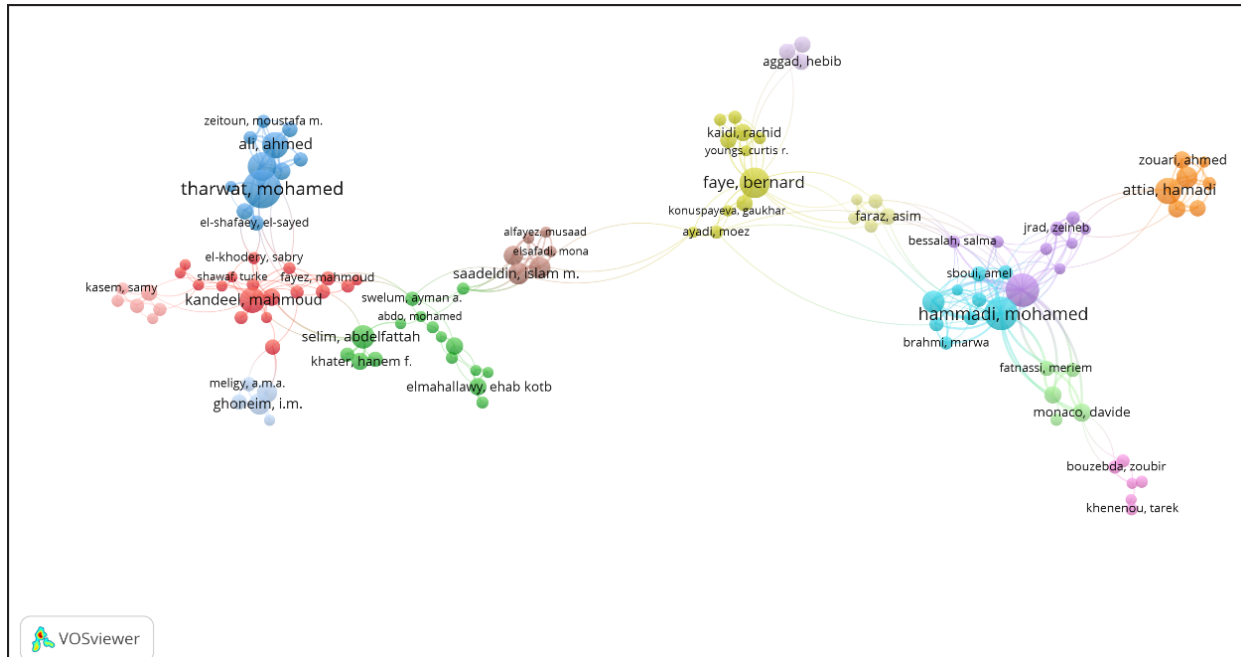 aggad, hebib
zeitoun, moustafa m.
ali, ahmed
kaidi, rachid
youngs, curtis r.
zouari, ahmed
tharwat, mohamed
faye, bernard
attia, hamadi
konuspayeva, gaukhar
faraz, asim
el-shafaey, el-sayed
ayadi, moez
alfayez, musaad
jrad, zeineb
bessalah, salma
elsafadi, mona
el-khodery, sabry
saadeldin, islam m.
shawaf, turke
fayez, mahmoud
sboui, amel
kasem, samy
kandeel, mahmoud
swelum, ayman a.
abdo, mohamed
hammadi, mohamed
selim, abdelfattah
brahmi, marwa
khater, hanem f.
fatnassi, meriem
meligy, a.m.a.
elmahallawy, ehab kotb
ghoneim, i.m.
monaco, davide
bouzebda, zoubir
khenenou, tarek
VOSviewer